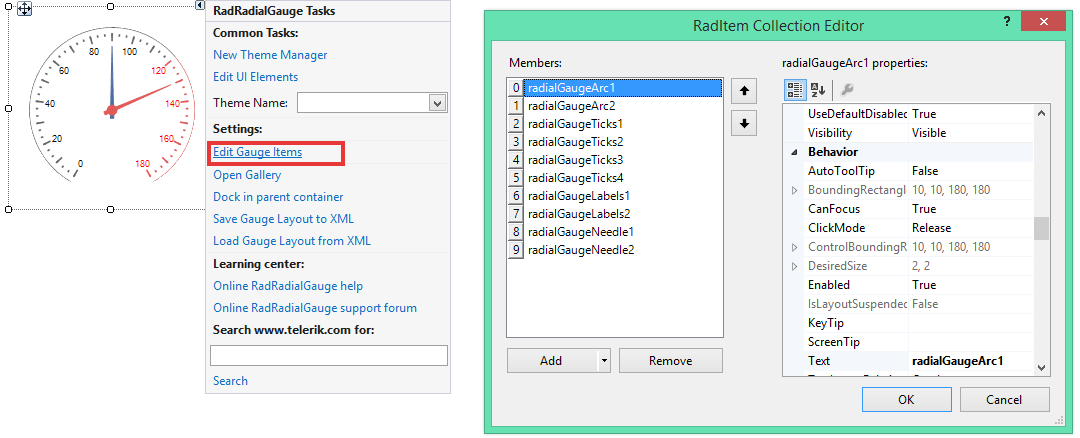 RadRadialGauge Tasks
Common Tasks:
New Theme Manager
Edit UI Elements
Theme Name:
Settings:
Edit Gauge Items
Open Gallery
Dock in parent container
Save Gauge Layout to XML
Load Gauge Layout from XML
Learning center:
Online RadRadialGauge help
Online RadRadialGauge support forum
Search www.telerik.com for:
Search
0
20
40
60
80
100
120
140
160
180
RadItem Collection Editor
?
Members:
0 radialGaugeArc1
1 radialGaugeArc2
2 radialGaugeTicks1
3 radialGaugeTicks2
4 radialGaugeTicks3
5 radialGaugeTicks4
6 radialGaugeLabels1
7 radialGaugeLabels2
8 radialGaugeNeedle1
9 radialGaugeNeedle2
Add
Remove
radialGaugeArc1 properties:
UseDefaultDisabled True
Visibility Visible
Behavior
AutoToolTip False
BoundingRectangl 10, 10, 180, 180
CanFocus True
ClickMode Release
ControlBoundingR 10, 10, 180, 180
DesiredSize 2, 2
Enabled True
IsLayoutSuspended False
KeyTip
ScreenTip
Text radialGaugeArc1
OK
Cancel